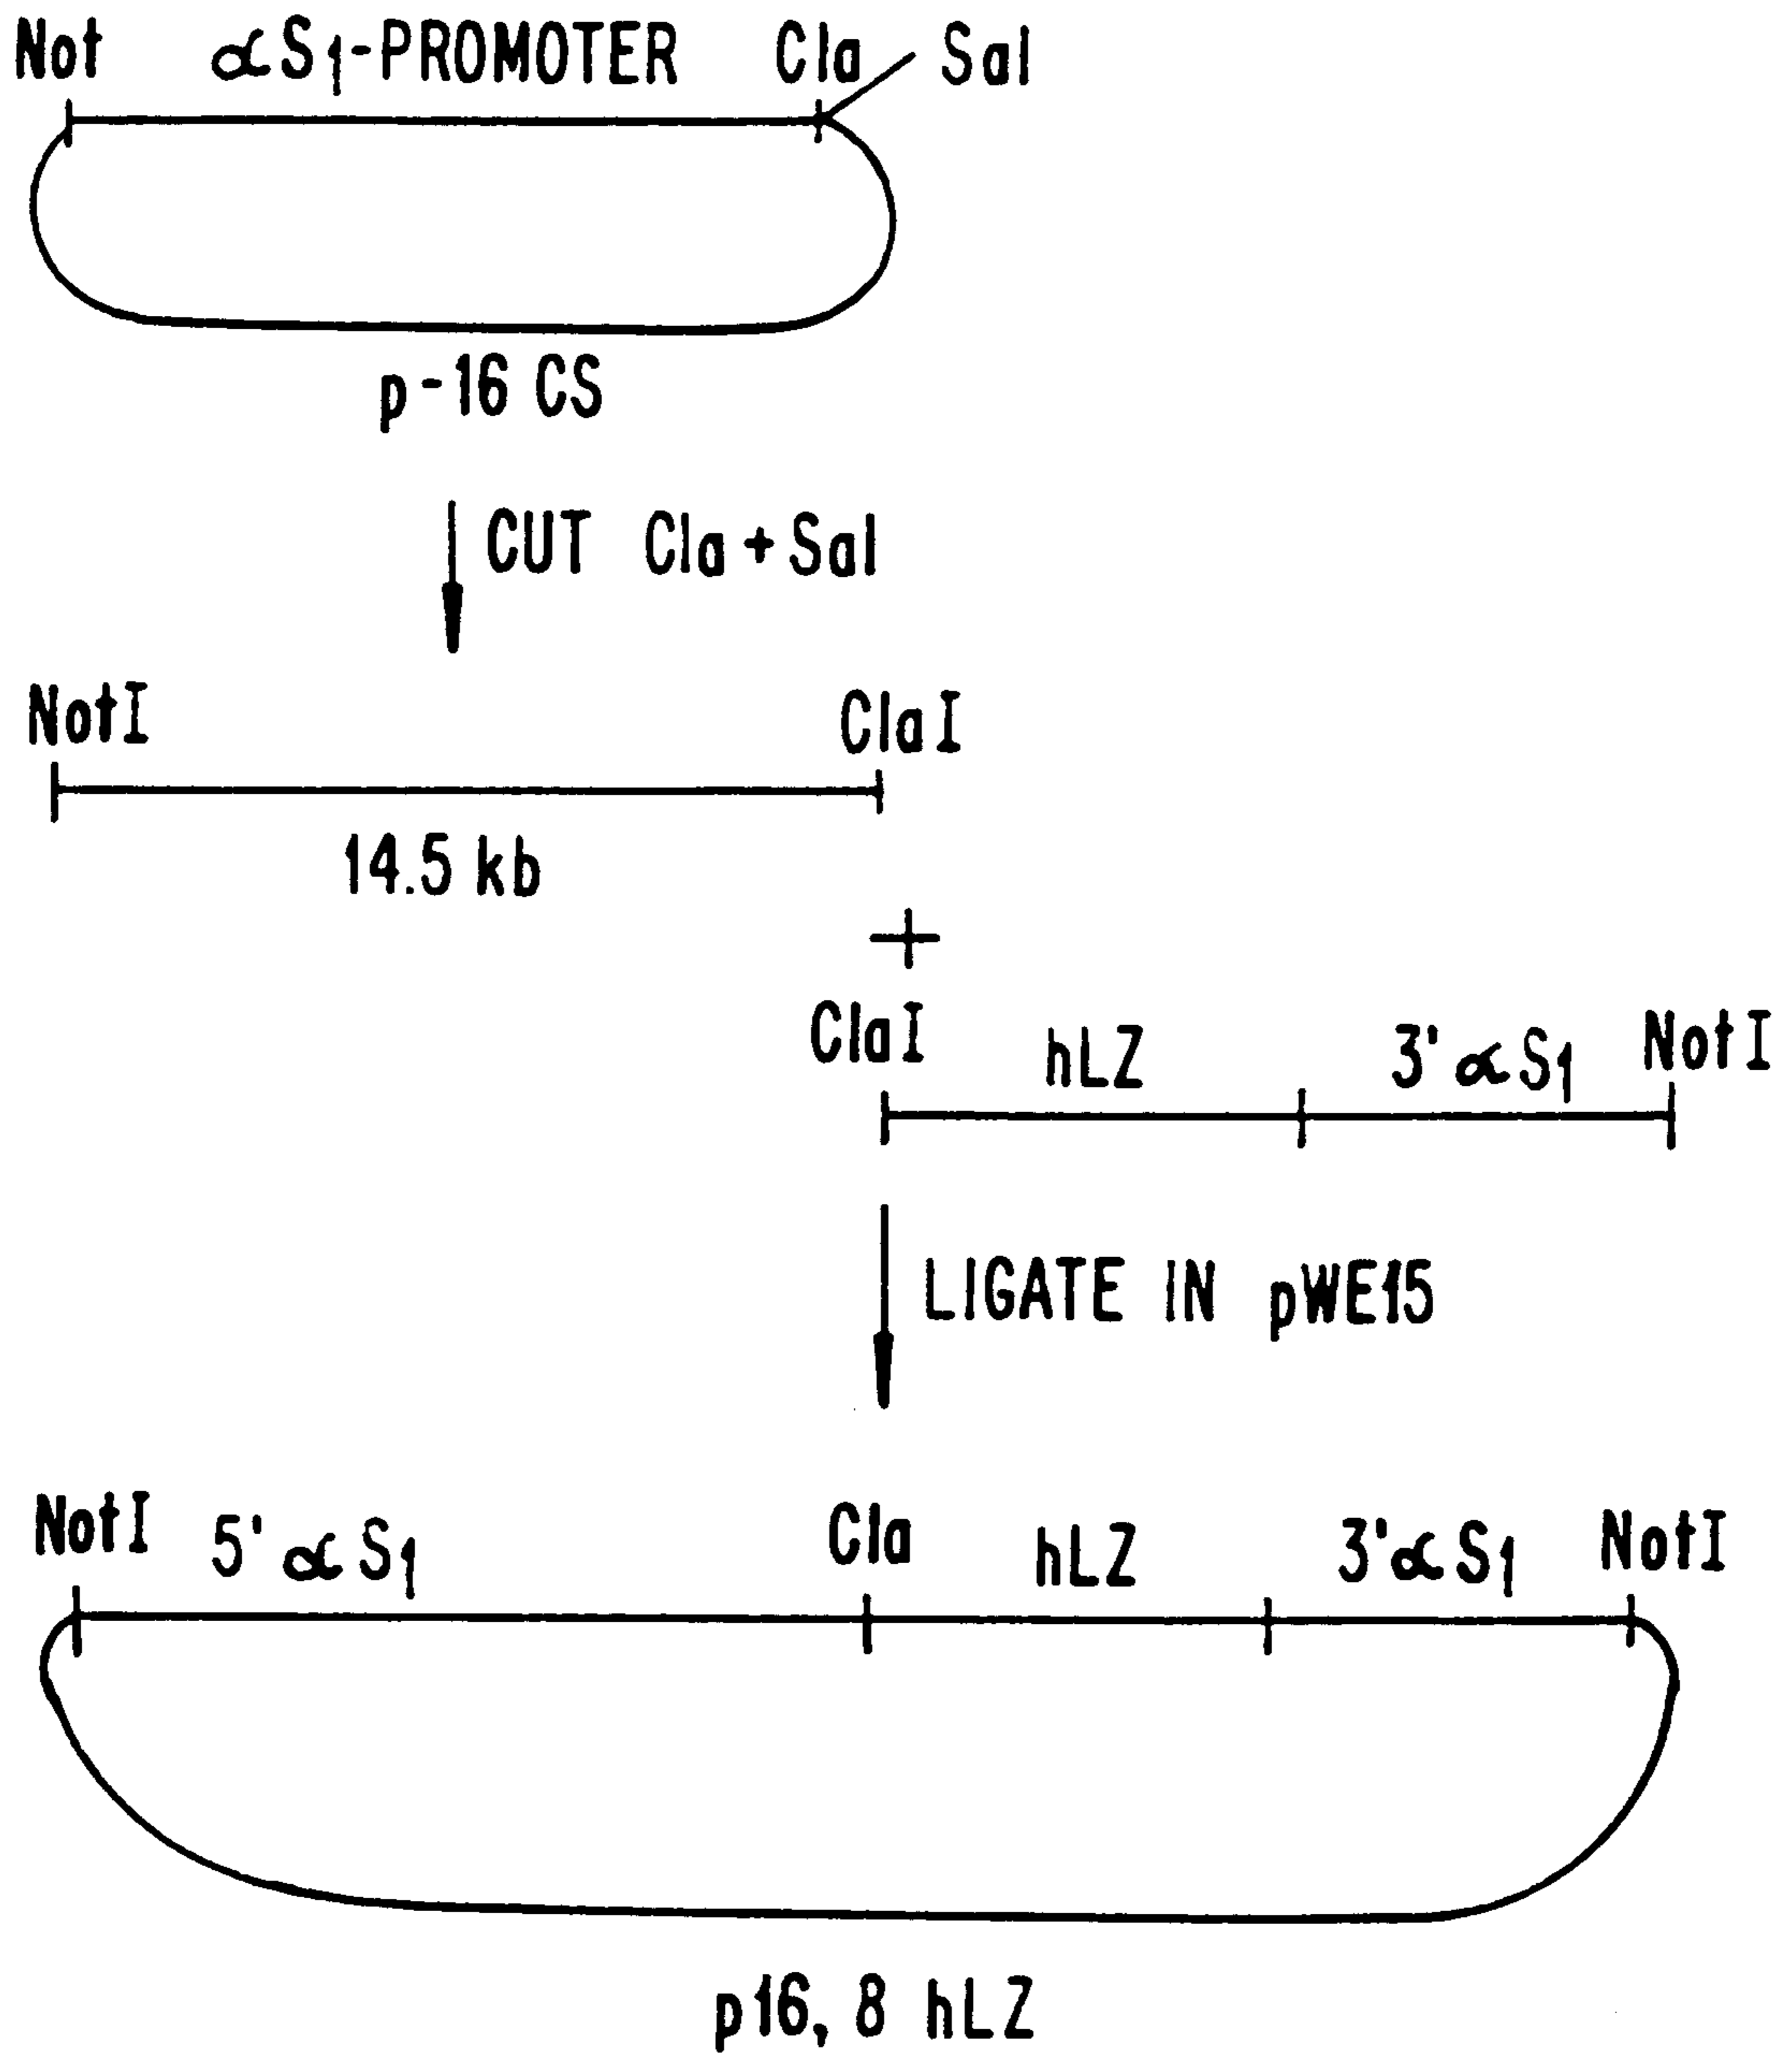 Not αS1-PROMOTER Cla Sal
p-16 CS
CUT Cla+Sal
NotI ClaI
14.5 kb
+
ClaI hLZ 3' αS1 NotI
LIGATE IN pWE15
NotI 5' αS1 Cla hLZ 3' αS1 NotI
p16, 8 hLZ